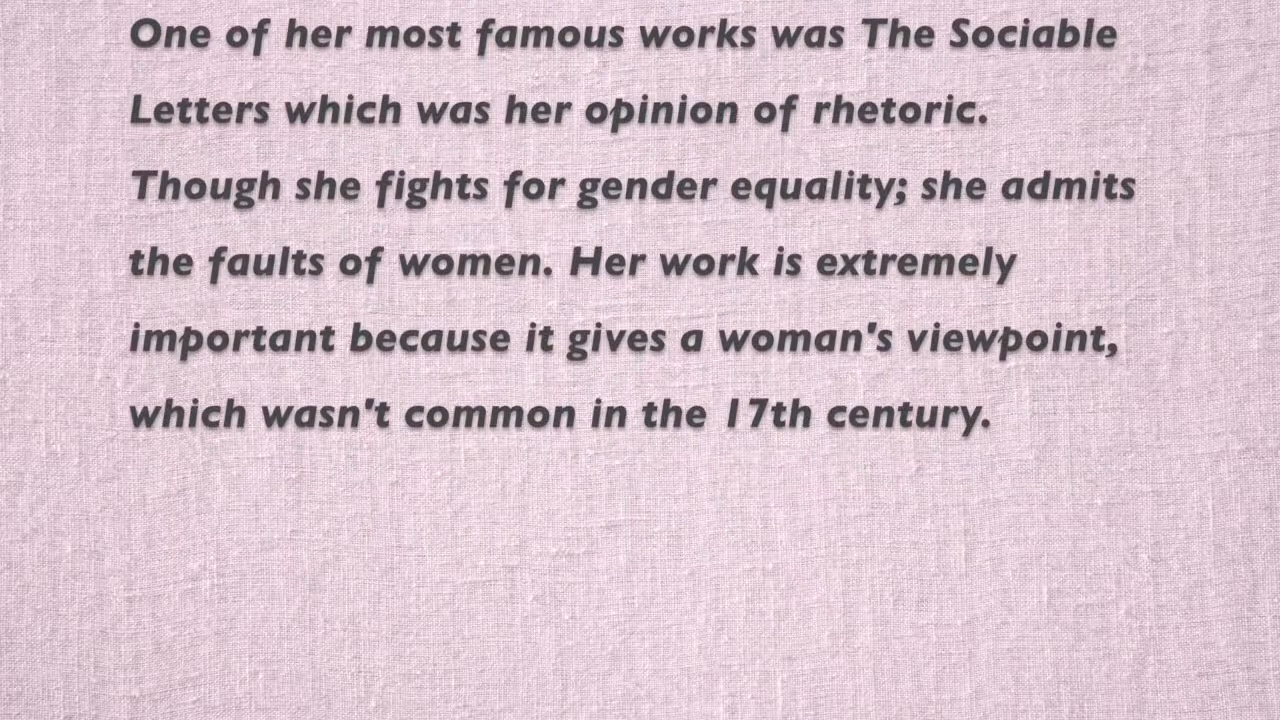 One of her most famous works was The Sociable
Letters which was her opinion of rhetoric.
Though she fights for gender equality; she admits
the faults of women. Her work is extremely
important because it gives a woman's viewpoint,
which wasn't common in the 17th century.